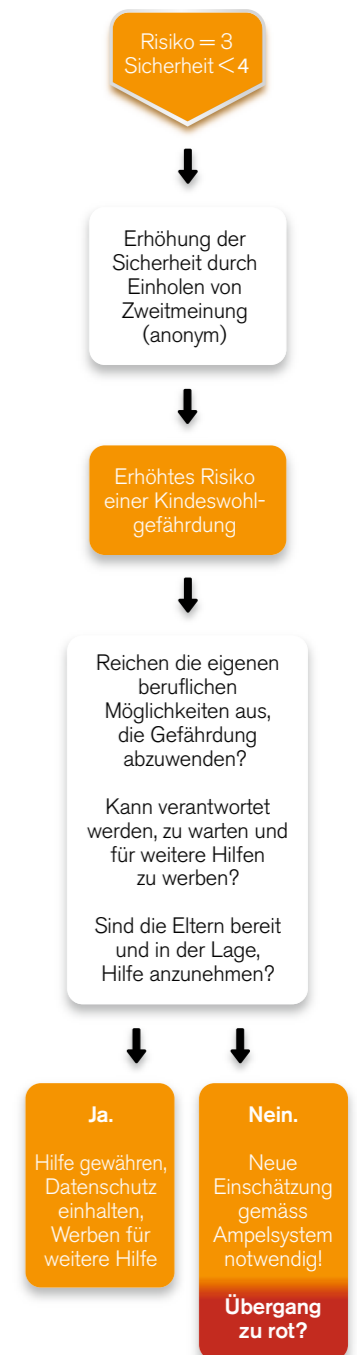 Risiko = 3
Sicherheit < 4
Erhöhung der
Sicherheit durch
Einholen von
Zweitmeinung
(anonym)
Erhöhtes Risiko
einer Kindeswohl-
gefährdung
Reichen die eigenen
beruflichen
Möglichkeiten aus,
die Gefährdung
abzuwenden?
Kann verantwortet
werden, zu warten und
für weitere Hilfen
zu werben?
Sind die Eltern bereit
und in der Lage,
Hilfe anzunehmen?
Ja.
Hilfe gewähren,
Datenschutz
einhalten,
Werben für
weitere Hilfe
Nein.
Neue
Einschätzung
gemäss
Ampelsystem
notwendig!
Übergang
zu rot?